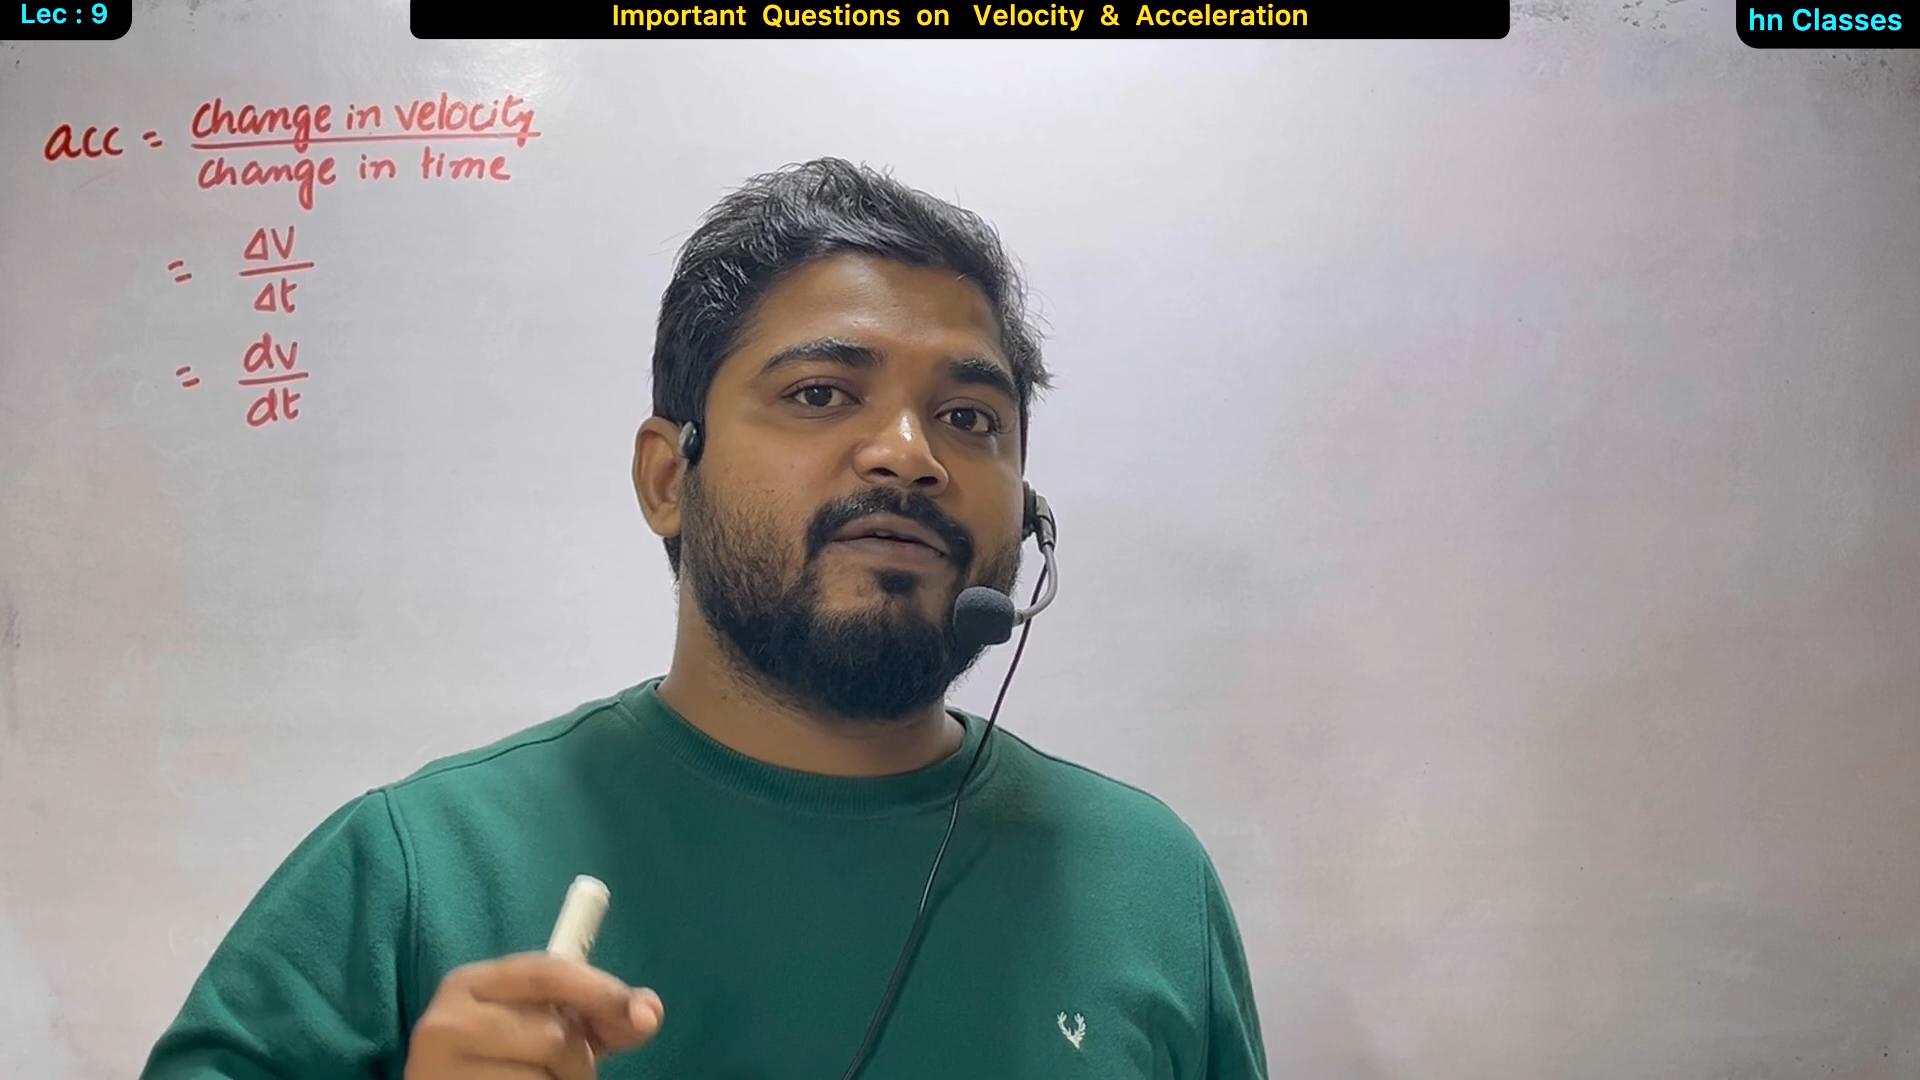 Lec : 9
Important Questions on Velocity & Acceleration
hn Classes
acc = change in velocity / change in time
= ΔV / Δt
= dv / dt